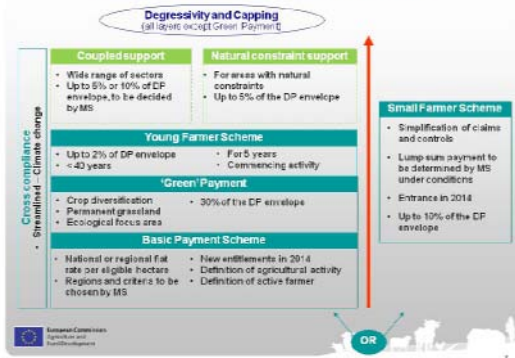 Degressivity and Capping
(all layers except Green Payment)
Coupled support
• Wide range of sectors
• Up to 5% or 10% of DP
envelope, to be decided
by MS
Natural constraint support
• For areas with natural
constraints
• Up to 5% of the DP envelope
Young Farmer Scheme
• Up to 2% of DP envelope
• < 40 years
• For 5 years
• Commencing activity
'Green' Payment
• Crop diversification
• Permanent grassland
• Ecological focus area
• 30% of the DP envelope
Basic Payment Scheme
• National or regional flat
rate per eligible hectare
• Regions and criteria to be
chosen by MS
• New entitlements in 2014
• Definition of agricultural activity
• Definition of active farmer
Cross compliance
• Streamlined – Climate change
Small Farmer Scheme
• Simplification of claims
and controls
• Lump sum payment to
be determined by MS
under conditions
• Entrance in 2014
• Up to 10% of the DP
envelope
OR
European Commission
Agriculture and
Rural Development